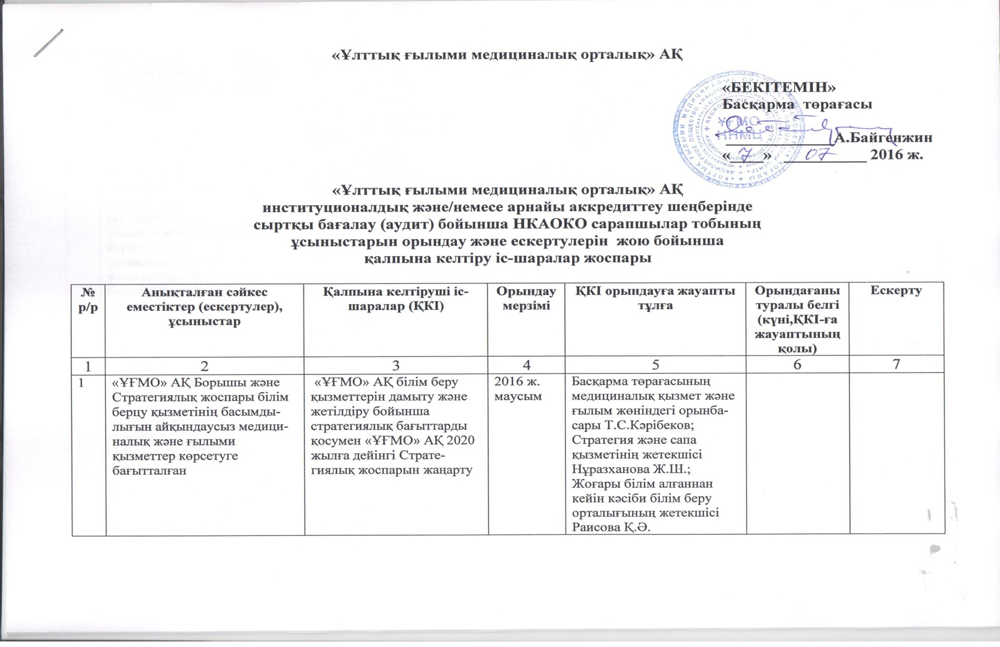 «Ұлттық ғылыми медициналық орталық» АҚ
«БЕКІТЕМІН»
Басқарма төрағасы
ҰҒМО
ННМЦ
А.Байгенжин
«7» 07 2016 ж.
«Ұлттық ғылыми медициналық орталық» АҚ
институционалдық және/немесе арнайы аккредиттеу шеңберінде
сыртқы бағалау (аудит) бойынша НКАОКО сарапшылар тобының
ұсыныстарын орындау және ескертулерін жою бойынша
қалпына келтіру іс-шаралар жоспары
№
р/р
Анықталған сәйкес
еместіктер (ескертулер),
ұсыныстар
Қалпына келтіруші іс-
шаралар (ҚКІ)
Орындау
мерзімі
ҚКІ орындауға жауапты
тұлға
Орындағаны
туралы белгі
(күні,ҚКІ-ға
жауаптының
қолы)
Ескерту
1 2 3 4 5 6 7
1
«ҰҒМО» АҚ Борышы және
Стратегиялық жоспары білім
берцу қызметінің басымды-
лығын айқындаусыз медици-
налық және ғылыми
қызметтер көрсетуге
бағытталған
«ҰҒМО» АҚ білім беру
қызметтерін дамыту және
жетілдіру бойынша
стратегиялық бағыттарды
қосумен «ҰҒМО» АҚ 2020
жылға дейінгі Страте-
гиялық жоспарын жаңарту
2016 ж.
маусым
Басқарма төрағасының
медициналық қызмет және
ғылым жөніндегі орынба-
сары Т.С.Кәрібеков;
Стратегия және сапа
қызметінің жетекшісі
Нұразханова Ж.Ш.;
Жоғары білім алғаннан
кейін кәсіби білім беру
орталығының жетекшісі
Раисова Қ.Ә.